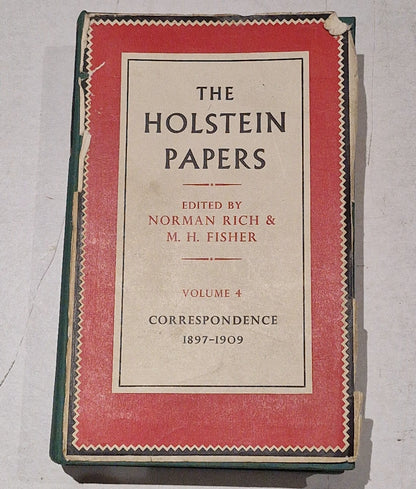 THE
HOLSTEIN
PAPERS
EDITED BY
NORMAN RICH &
M. H. FISHER
VOLUME 4
CORRESPONDENCE
1897–1909